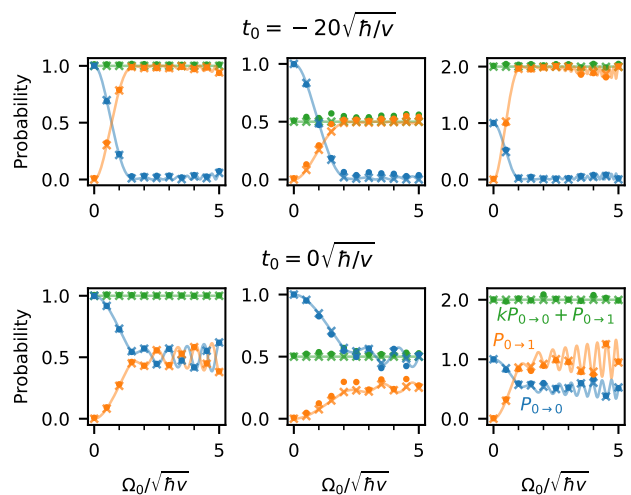 t₀ = −20√ħ/v
Probability
1.0
0.5
0.0
0 5
1.0
0.5
0.0
0 5
2.0
1.0
0.0
0 5
t₀ = 0√ħ/v
Probability
1.0
0.5
0.0
0 5
Ω₀/√ħv
1.0
0.5
0.0
0 5
Ω₀/√ħv
2.0
1.0
0.0
kP₀→₀ + P₀→₁
P₀→₁
P₀→₀
0 5
Ω₀/√ħv